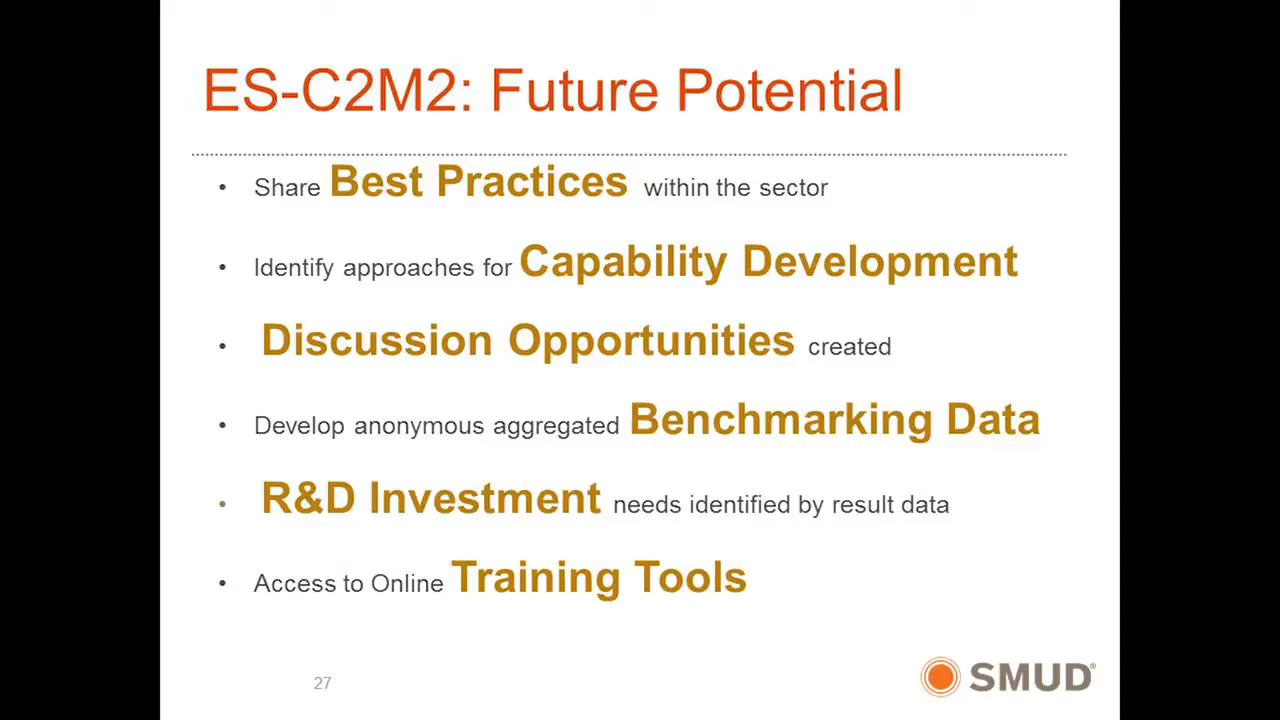 ES-C2M2: Future Potential
• Share Best Practices within the sector
• Identify approaches for Capability Development
• Discussion Opportunities created
• Develop anonymous aggregated Benchmarking Data
• R&D Investment needs identified by result data
• Access to Online Training Tools
27
SMUD®